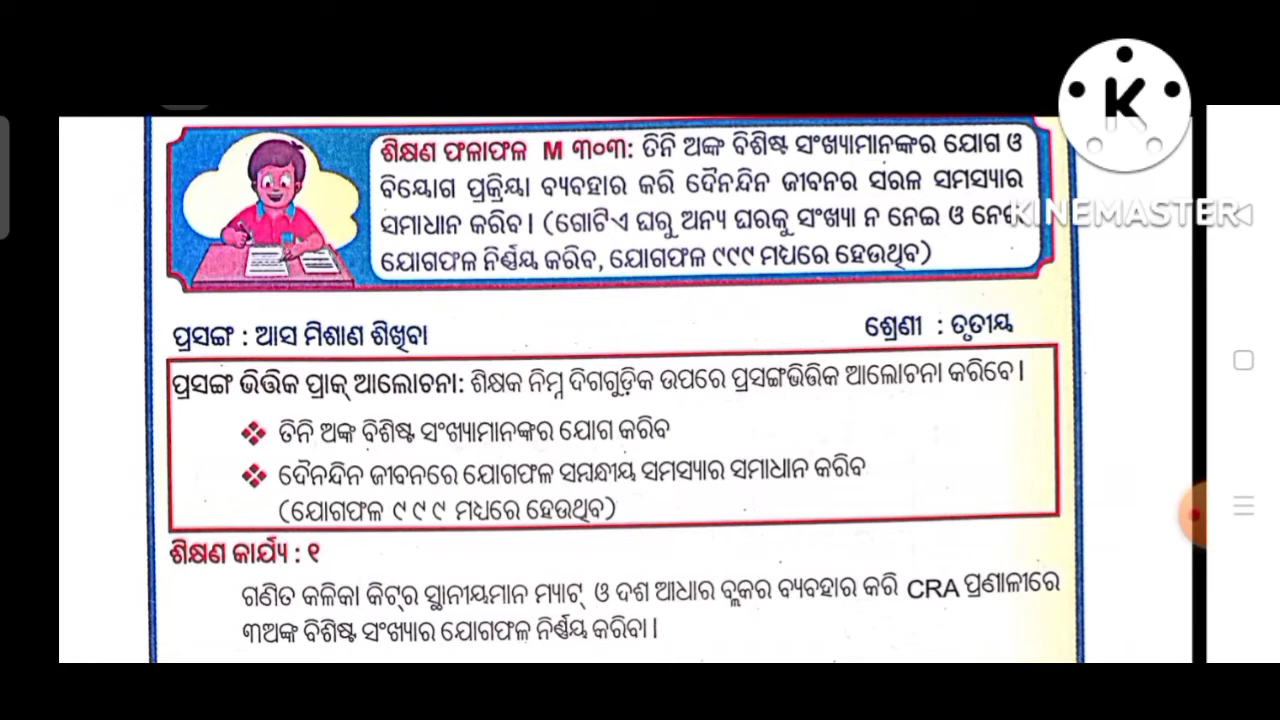 ଶିକ୍ଷଣ ଫଳାଫଳ M ୩୦୩: ତିନି ଅଙ୍କ ବିଶିଷ୍ଟ ସଂଖ୍ୟାମାନଙ୍କର ଯୋଗ ଓ
ବିୟୋଗ ପ୍ରକ୍ରିୟା ବ୍ୟବହାର କରି ଦୈନନ୍ଦିନ ଜୀବନର ସରଳ ସମସ୍ୟାର
ସମାଧାନ କରିବ। (ଗୋଟିଏ ଘରୁ ଅନ୍ୟ ଘରକୁ ସଂଖ୍ୟା ନ ନେଇ ଓ
ଯୋଗଫଳ ନିର୍ଣ୍ଣୟ କରିବ, ଯୋଗଫଳ ୯୯୯ ମଧ୍ୟରେ ହେଉଥିବ)
K
KINEMASTER
ପ୍ରସଙ୍ଗ : ଆସ ମିଶାଣ ଶିଖିବା ଶ୍ରେଣୀ : ତୃତୀୟ
ପ୍ରସଙ୍ଗ ଭିତ୍ତିକ ପ୍ରାକ୍ ଆଲୋଚନା: ଶିକ୍ଷକ ନିମ୍ନ ଦିଗଗୁଡ଼ିକ ଉପରେ ପ୍ରସଙ୍ଗଭିତ୍ତିକ ଆଲୋଚନା କରିବେ।
❖ ତିନି ଅଙ୍କ ବିଶିଷ୍ଟ ସଂଖ୍ୟାମାନଙ୍କର ଯୋଗ କରିବ
❖ ଦୈନନ୍ଦିନ ଜୀବନରେ ଯୋଗଫଳ ସମ୍ବନ୍ଧୀୟ ସମସ୍ୟାର ସମାଧାନ କରିବ
(ଯୋଗଫଳ ୯୯୯ ମଧ୍ୟରେ ହେଉଥିବ)
ଶିକ୍ଷଣ କାର୍ଯ୍ୟ : ୧
ଗଣିତ କଳିକା କିଟ୍‌ର ସ୍ଥାନୀୟମାନ ମ୍ୟାଟ୍ ଓ ଦଶ ଆଧାର ବ୍ଲକର ବ୍ୟବହାର କରି CRA ପ୍ରଣାଳୀରେ
୩ଅଙ୍କ ବିଶିଷ୍ଟ ସଂଖ୍ୟାର ଯୋଗଫଳ ନିର୍ଣ୍ଣୟ କରିବା।